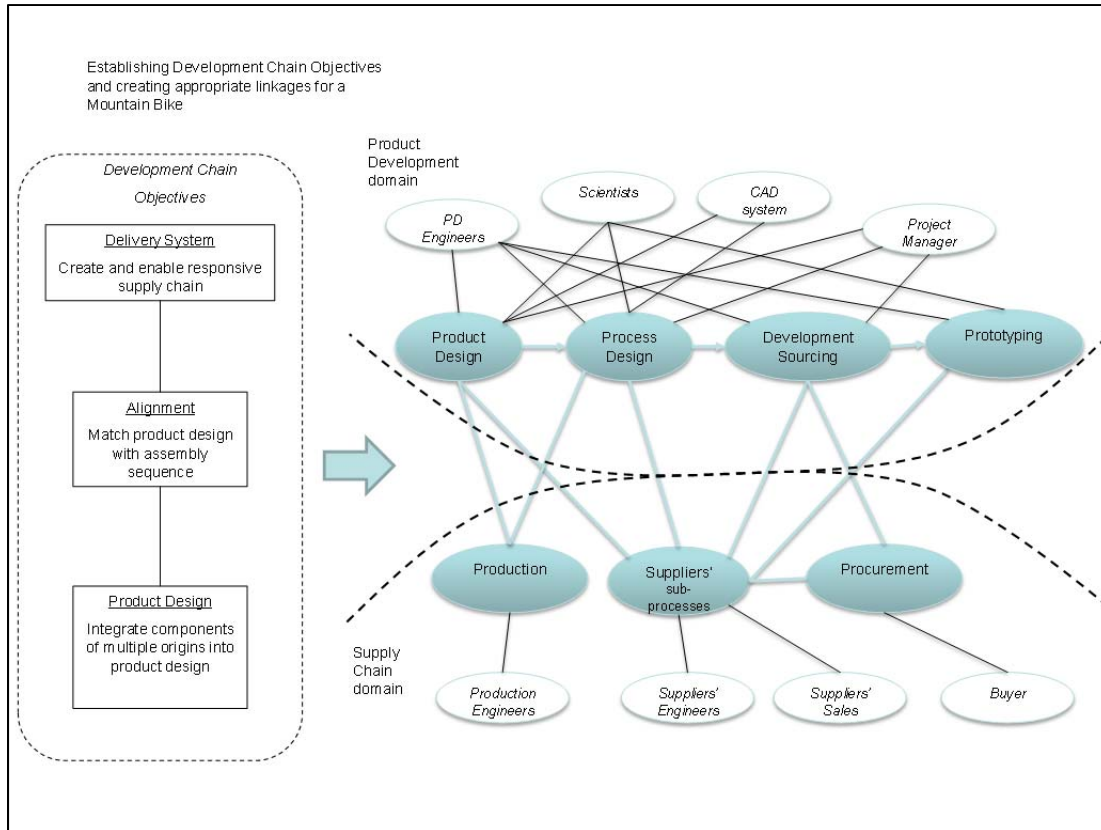 Establishing Development Chain Objectives
and creating appropriate linkages for a
Mountain Bike
Development Chain
Objectives
Delivery System
Create and enable responsive
supply chain
Alignment
Match product design
with assembly
sequence
Product Design
Integrate components
of multiple origins into
product design
Product
Development
domain
PD
Engineers
Scientists
CAD
system
Project
Manager
Product
Design
Process
Design
Development
Sourcing
Prototyping
Production
Suppliers'
sub-
processes
Procurement
Supply
Chain
domain
Production
Engineers
Suppliers'
Engineers
Suppliers'
Sales
Buyer